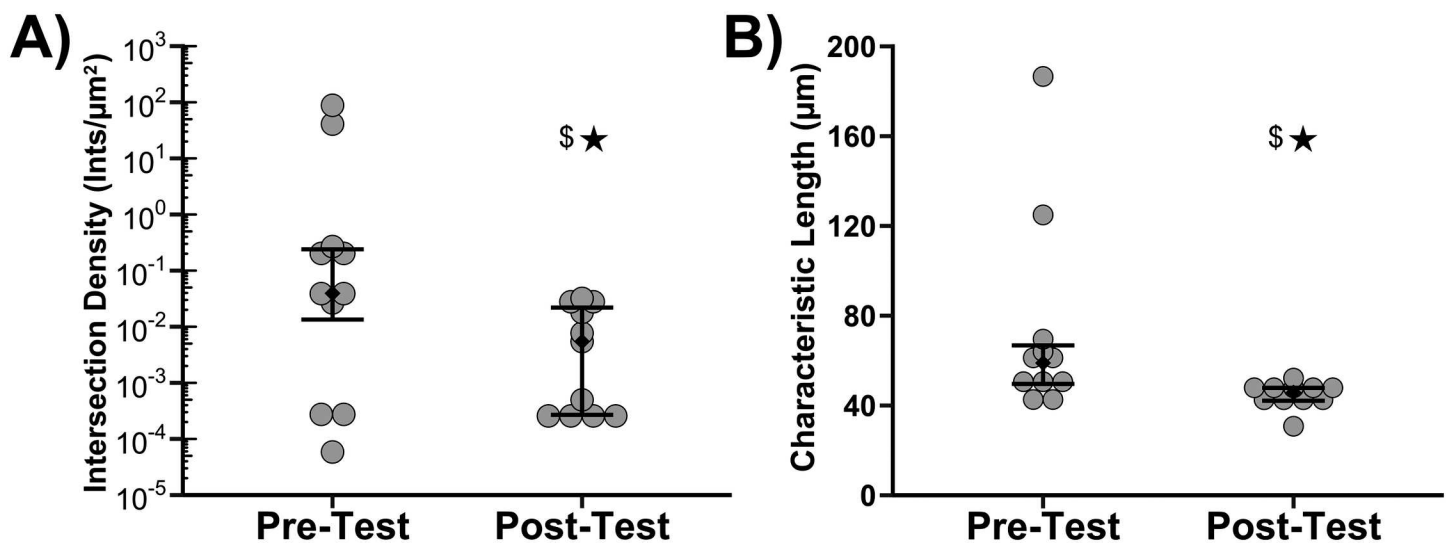 A)
Intersection Density (Ints/µm²)
10³
10²
10¹
10⁰
10⁻¹
10⁻²
10⁻³
10⁻⁴
10⁻⁵
$ ★
Pre-Test
Post-Test
B)
Characteristic Length (µm)
200
160
120
80
40
0
$ ★
Pre-Test
Post-Test